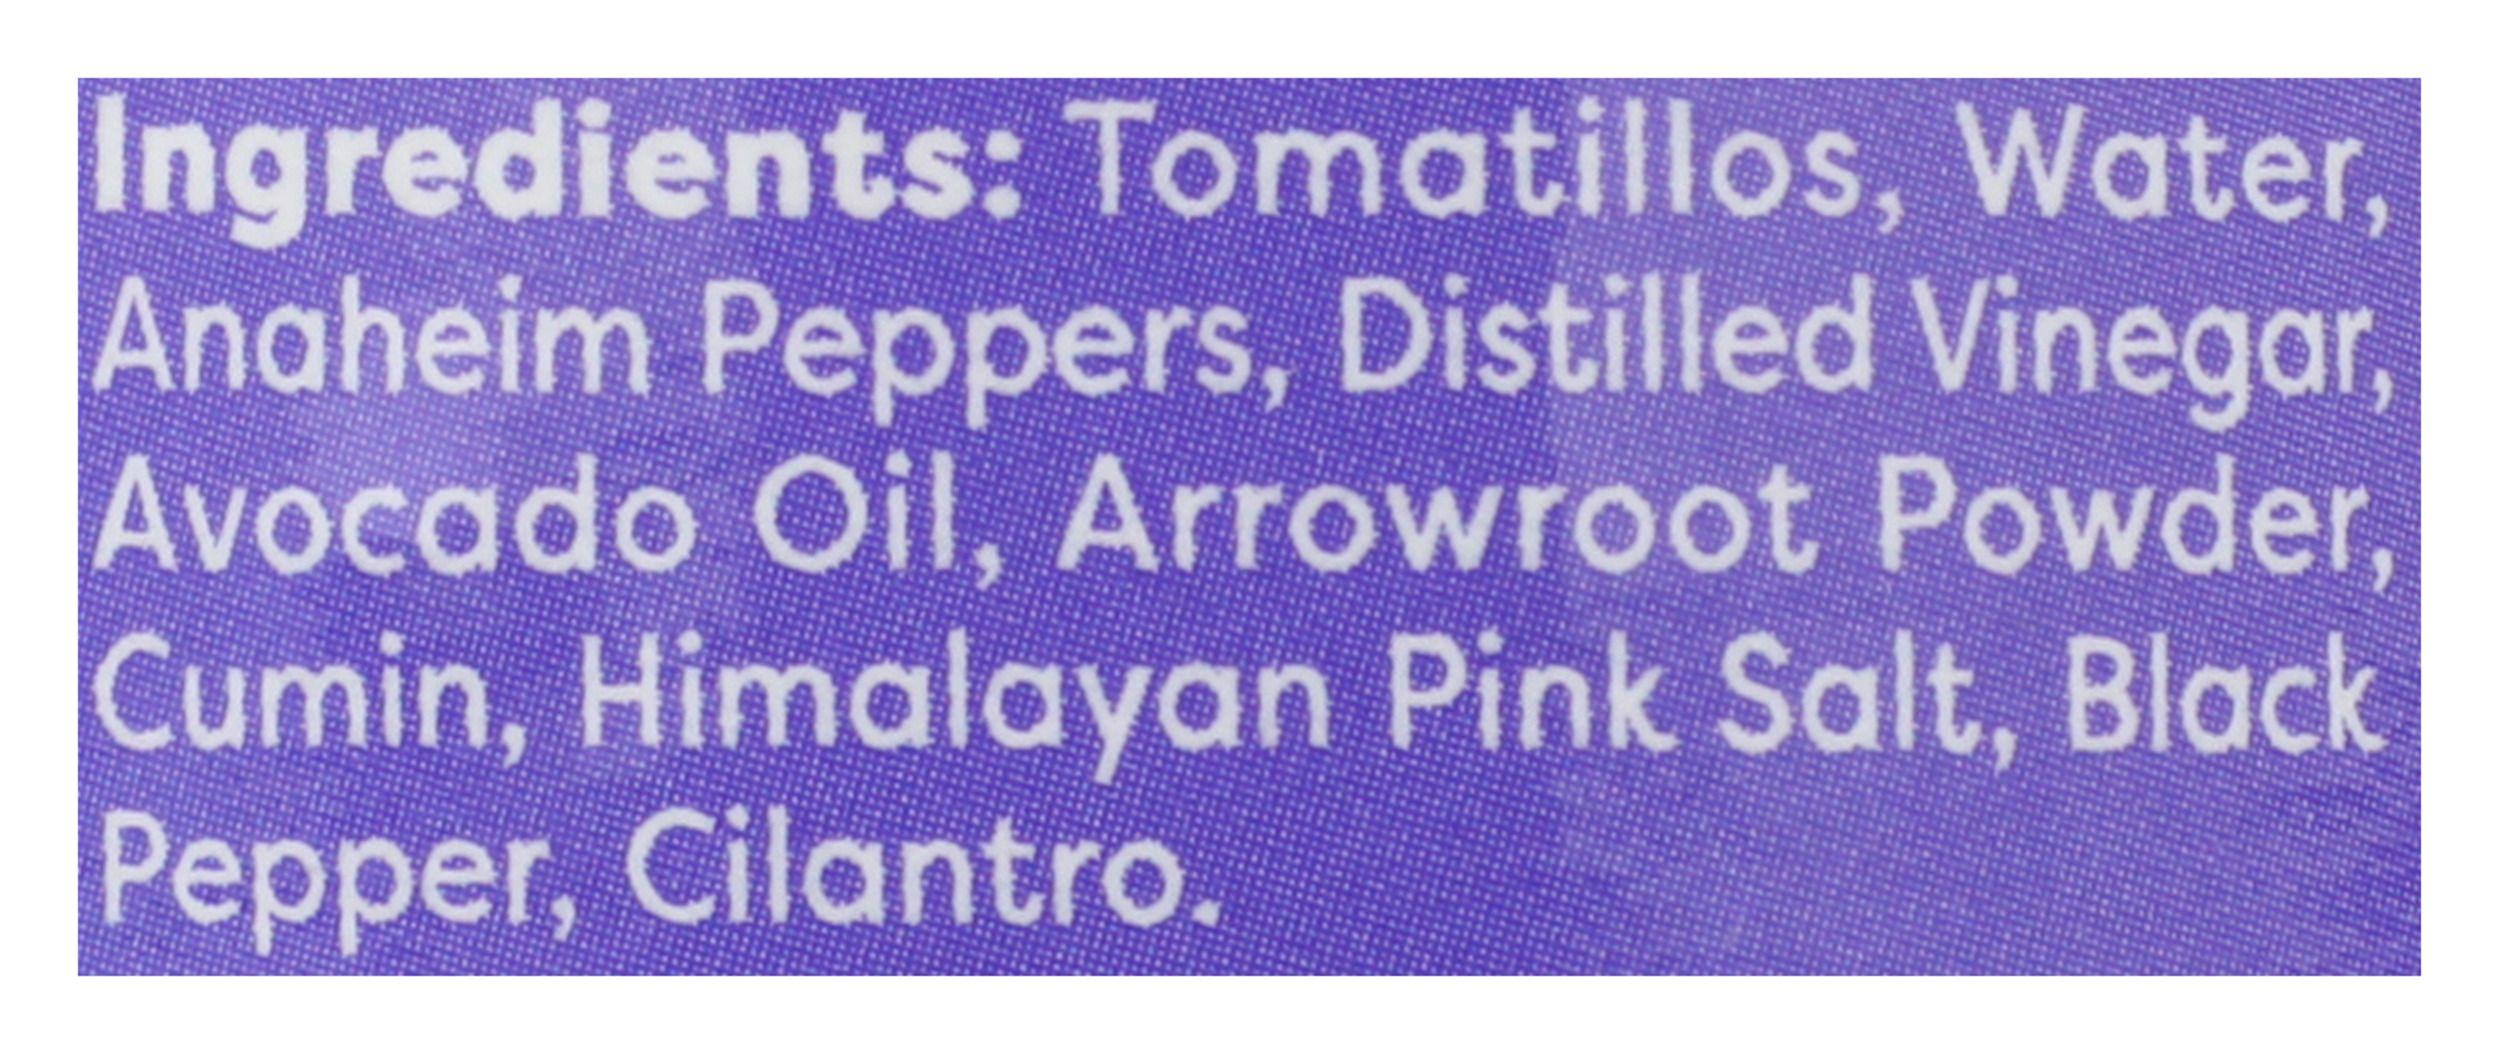 Ingredients: Tomatillos, Water,
Anaheim Peppers, Distilled Vinegar,
Avocado Oil, Arrowroot Powder,
Cumin, Himalayan Pink Salt, Black
Pepper, Cilantro.